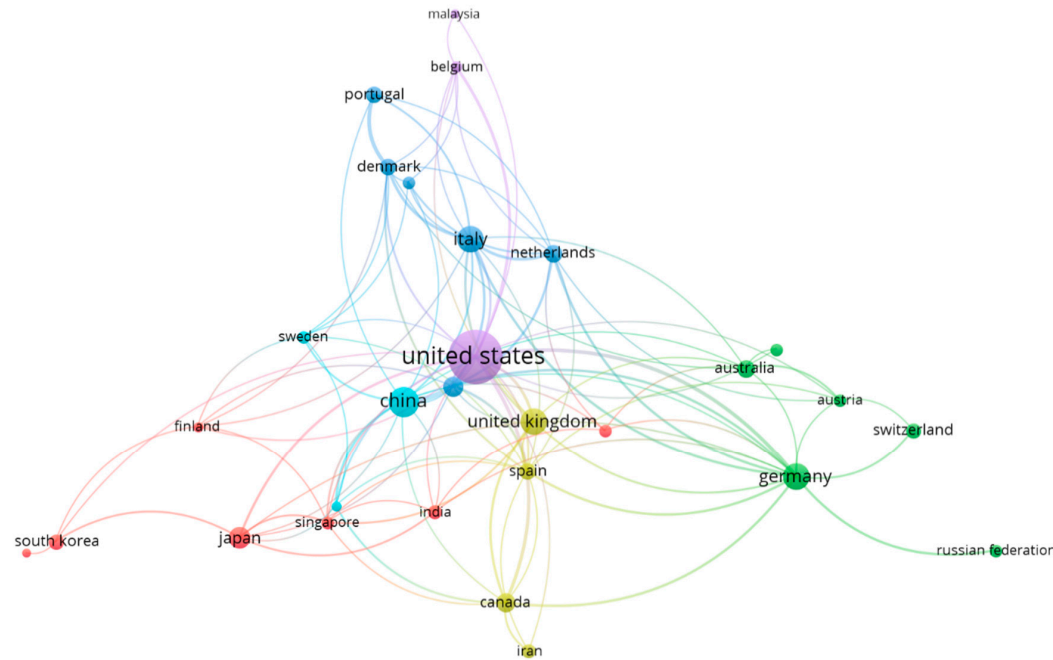 malaysia
belgium
portugal
denmark
italy
netherlands
sweden
united states
australia
china
austria
united kingdom
finland
switzerland
spain
germany
india
singapore
japan
south korea
russian federation
canada
iran